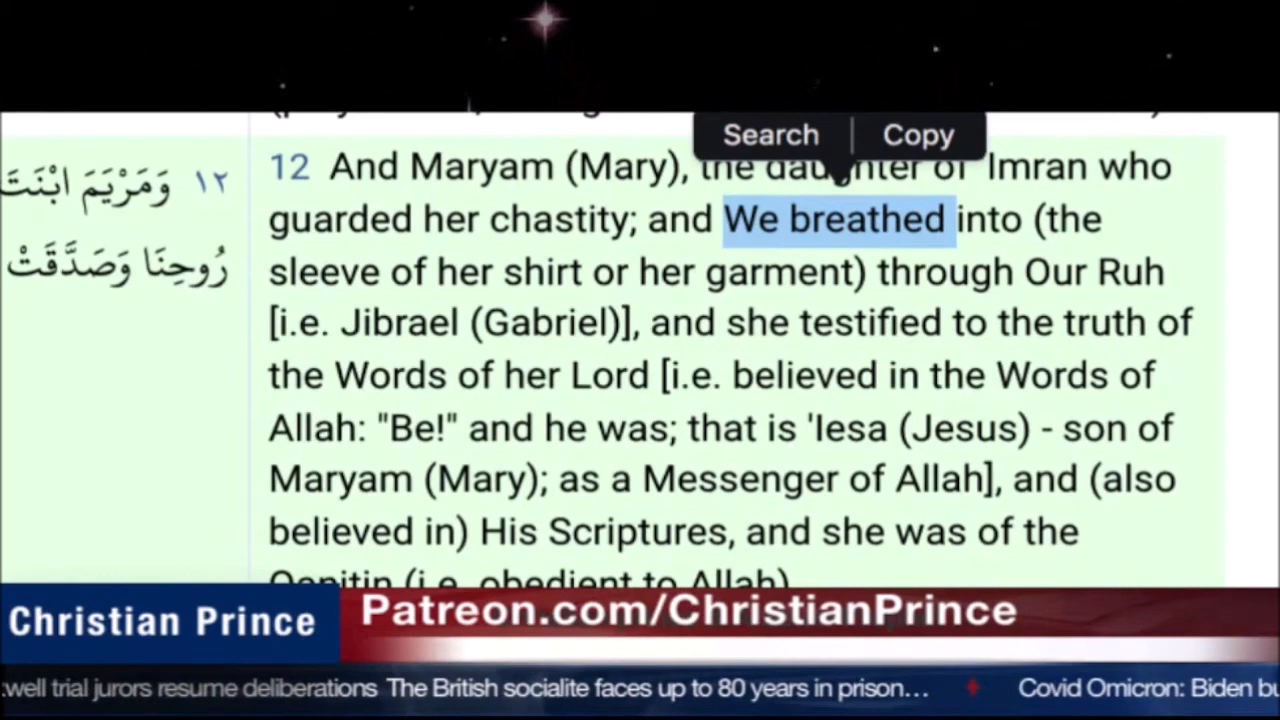 Search Copy
12 And Maryam (Mary), the daughter of 'Imran who
guarded her chastity; and We breathed into (the
sleeve of her shirt or her garment) through Our Ruh
[i.e. Jibrael (Gabriel)], and she testified to the truth of
the Words of her Lord [i.e. believed in the Words of
Allah: "Be!" and he was; that is 'Iesa (Jesus) - son of
Maryam (Mary); as a Messenger of Allah], and (also
believed in) His Scriptures, and she was of the
Qanitin (i.e. obedient to Allah)
١٢ وَمَرْيَمَ ابْنَتَ
رُوحِنَا وَصَدَّقَتْ
Christian Prince
Patreon.com/ChristianPrince
.well trial jurors resume deliberations The British socialite faces up to 80 years in prison… Covid Omicron: Biden bu